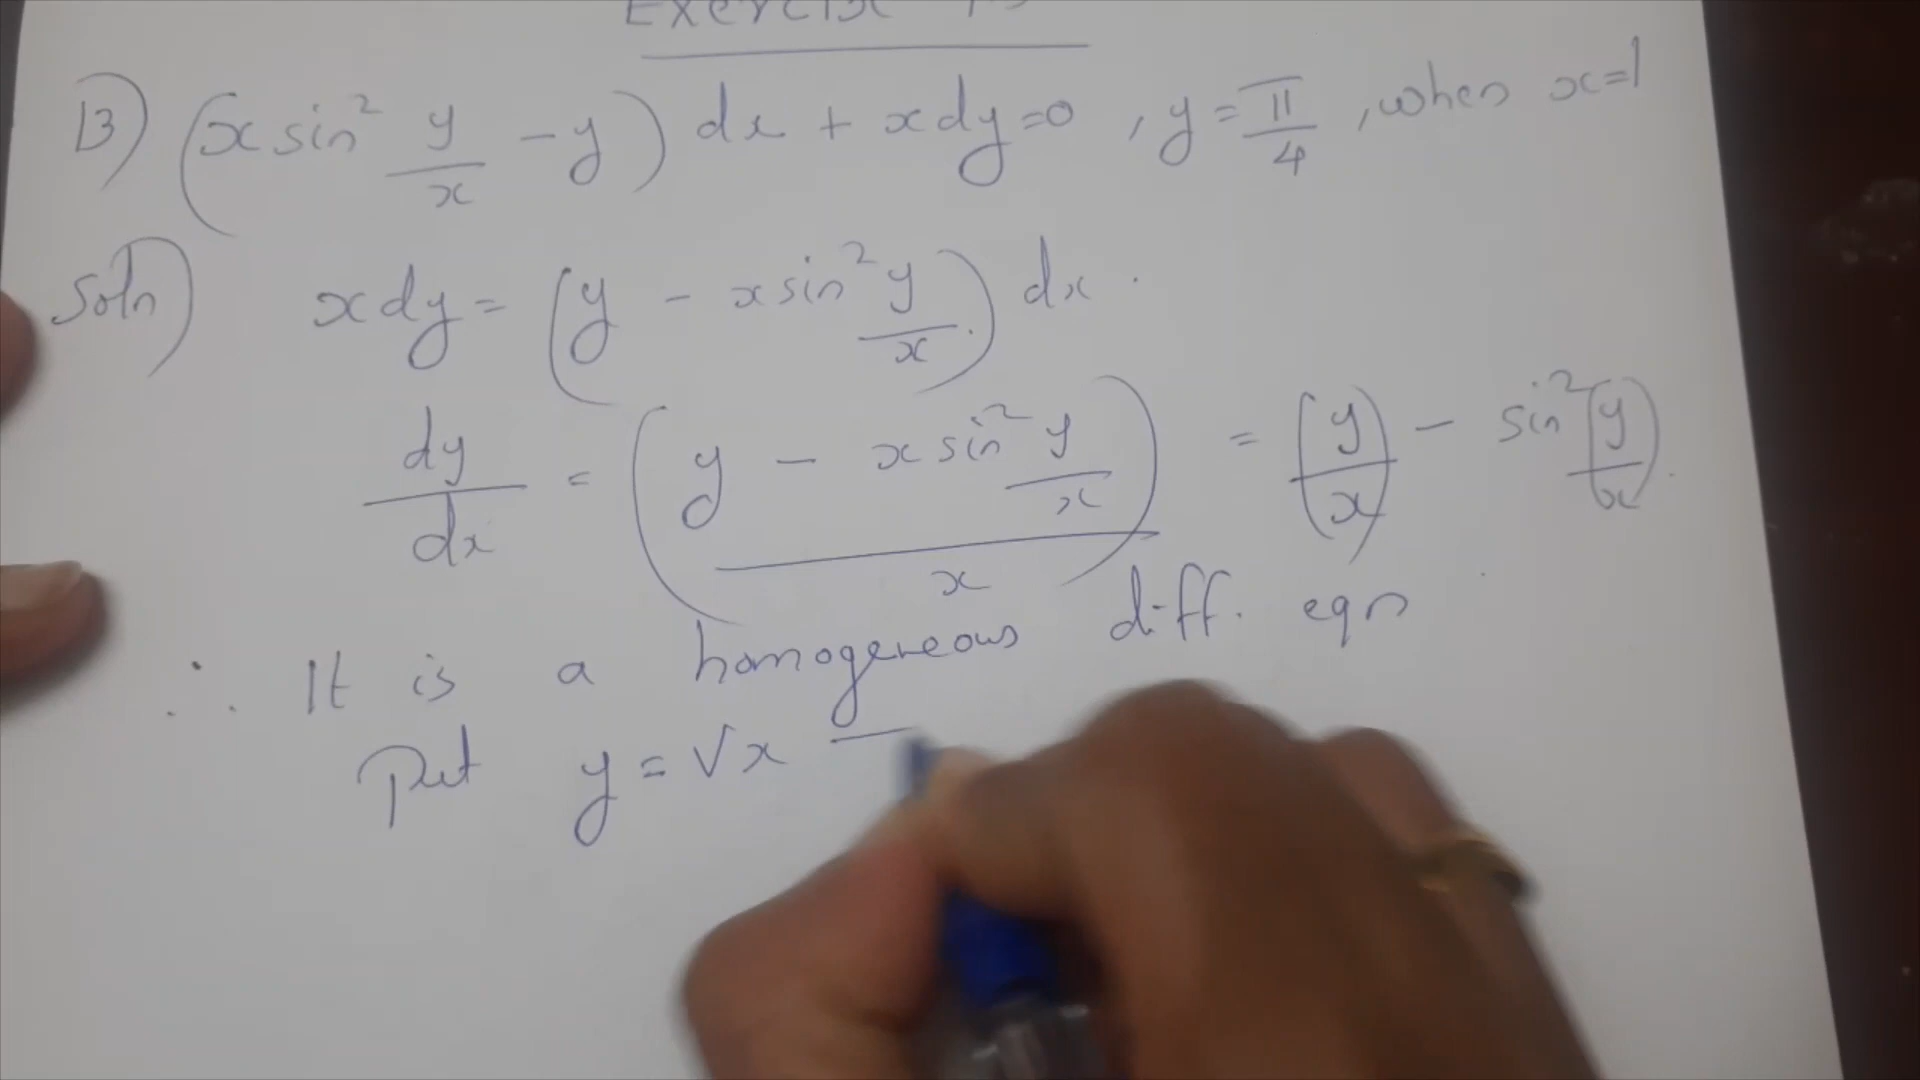 Exercise
13) (x sin² y/x - y) dx + x dy = 0 , y = π/4 , when x=1
Soln) x dy = (y - x sin² y/x.) dx .
dy/dx = (y - x sin² y/x)/x = (y/x) - sin² (y/x).
∴ It is a homogeneous diff. eqn
Put y = Vx —